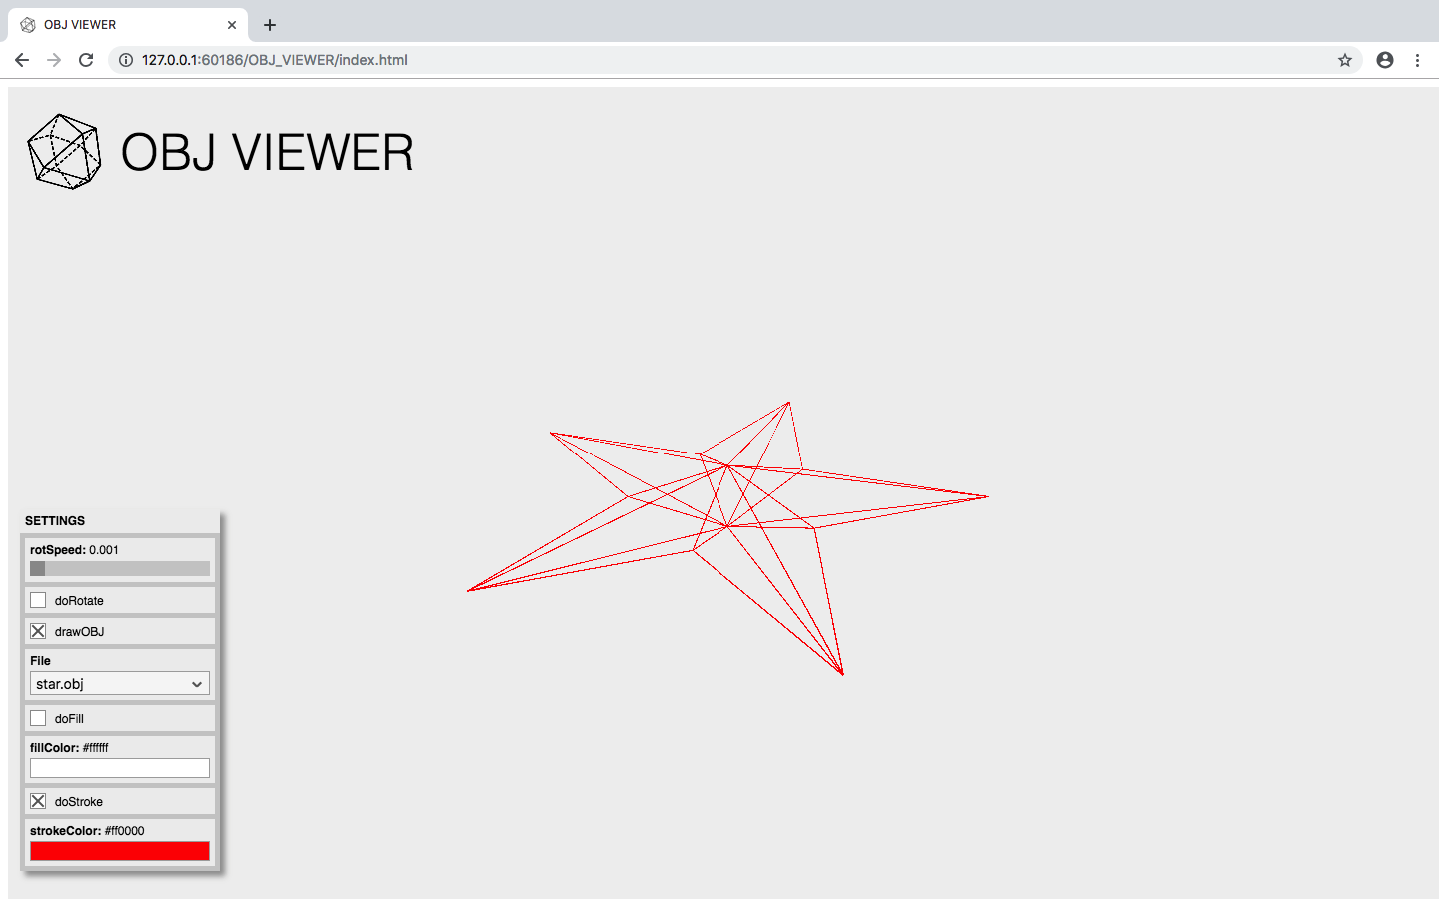 OBJ VIEWER
127.0.0.1:60186/OBJ_VIEWER/index.html
OBJ VIEWER
SETTINGS
rotSpeed: 0.001
doRotate
drawOBJ
File
star.obj
doFill
fillColor: #ffffff
doStroke
strokeColor: #ff0000